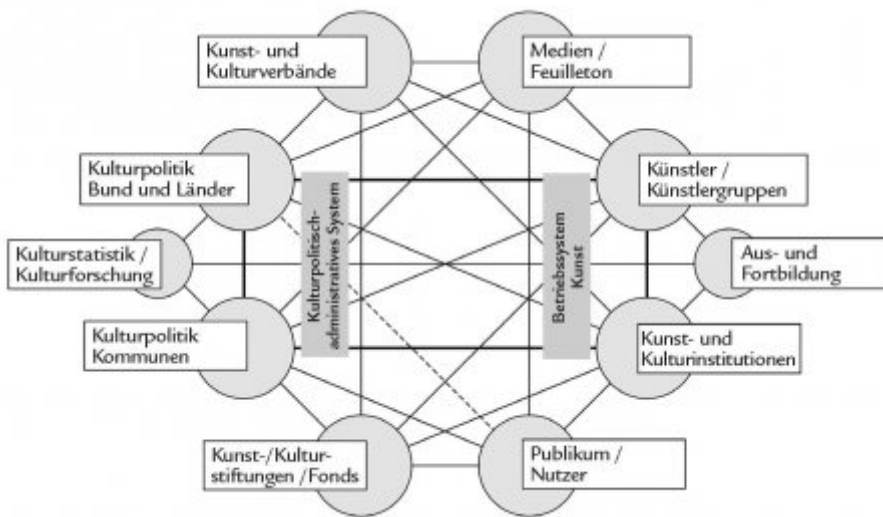 Kunst- und
Kulturverbände
Medien /
Feuilleton
Kulturpolitik
Bund und Länder
Künstler /
Künstlergruppen
Kulturpolitisch-
administratives System
Betriebssystem
Kunst
Kulturstatistik /
Kulturforschung
Aus- und
Fortbildung
Kulturpolitik
Kommunen
Kunst- und
Kulturinstitutionen
Kunst-/Kultur-
stiftungen /Fonds
Publikum /
Nutzer